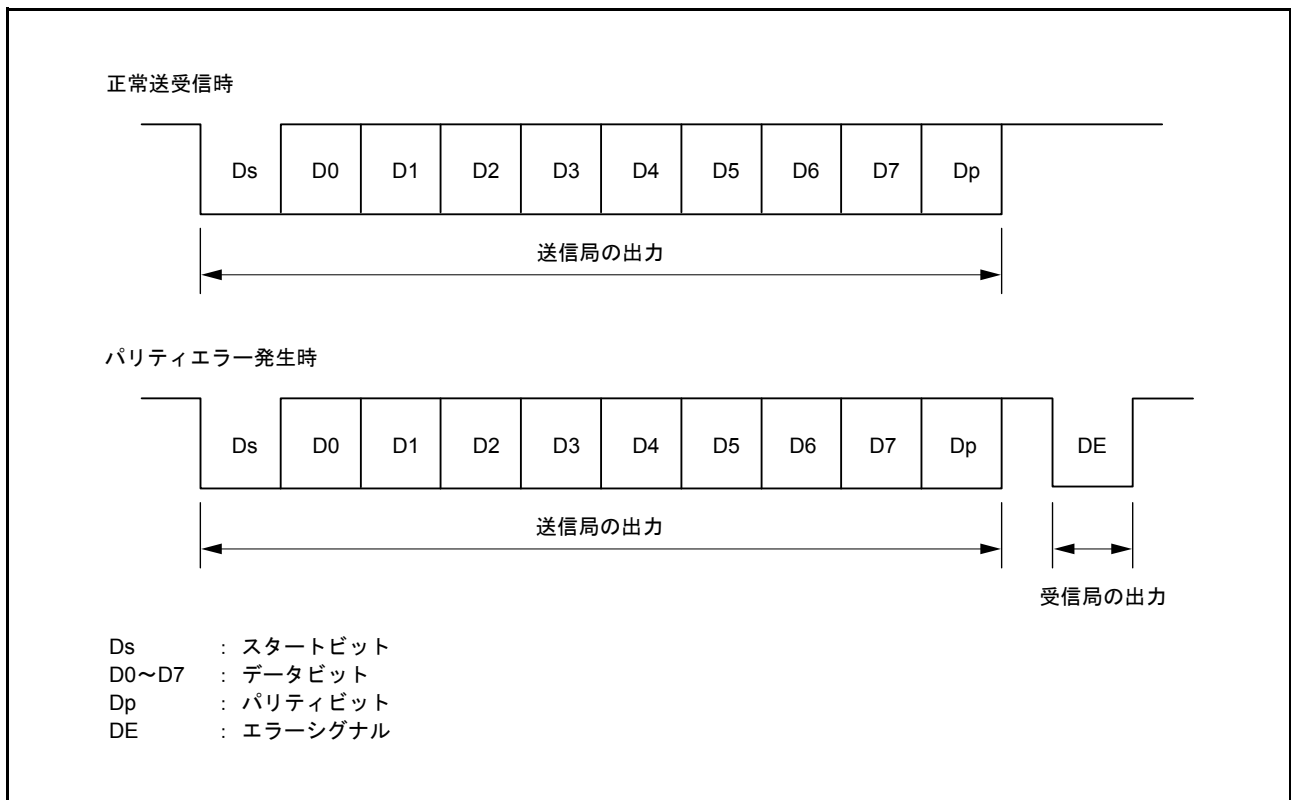 正常送受信時
Ds D0 D1 D2 D3 D4 D5 D6 D7 Dp
送信局の出力
パリティエラー発生時
Ds D0 D1 D2 D3 D4 D5 D6 D7 Dp DE
送信局の出力
受信局の出力
Ds : スタートビット
D0～D7 : データビット
Dp : パリティビット
DE : エラーシグナル